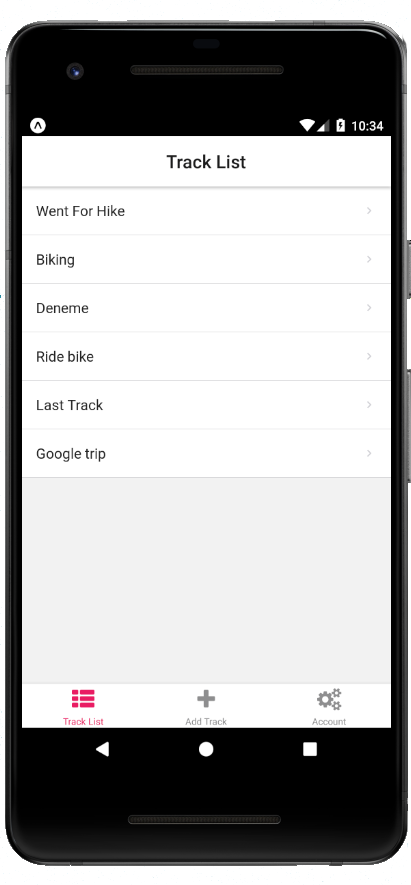 10:34
Track List
Went For Hike
Biking
Deneme
Ride bike
Last Track
Google trip
Track List
Add Track
Account